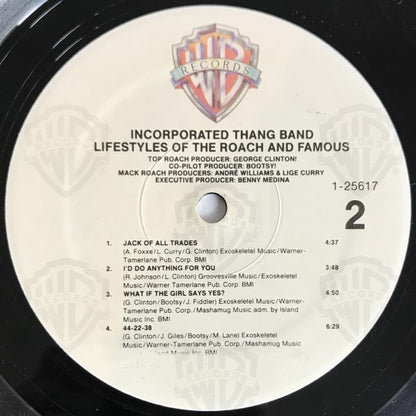 RECORDS
INCORPORATED THANG BAND
LIFESTYLES OF THE ROACH AND FAMOUS
TOP ROACH PRODUCER: GEORGE CLINTON!
CO-PILOT PRODUCER: BOOTSY!
MACK ROACH PRODUCERS: ANDRÉ WILLIAMS & LIGE CURRY
EXECUTIVE PRODUCER: BENNY MEDINA
1-25617
2
1. JACK OF ALL TRADES 4:37
(A. Foxxe/L. Curry/G. Clinton) Exoskeletel Music/Warner-
Tamerlane Pub. Corp. BMI
2. I'D DO ANYTHING FOR YOU 3:48
(R. Johnson/L. Clinton) Groovesville Music/Exoskeletel
Music/Warner-Tamerlane Pub. Corp. BMI
3. WHAT IF THE GIRL SAYS YES? 4:50
(G. Clinton/Bootsy/J. Fiddler) Exoskeletel Music/Warner-
Tamerlane Pub. Corp./Mashamug Music adm. by Island
Music Inc. BMI
4. 44-22-38 6:29
(G. Clinton/J. Giles/Bootsy/M. Lane) Exoskeletel
Music/Warner-Tamerlane Pub. Corp./Mashamug Music
Music Inc. BMI